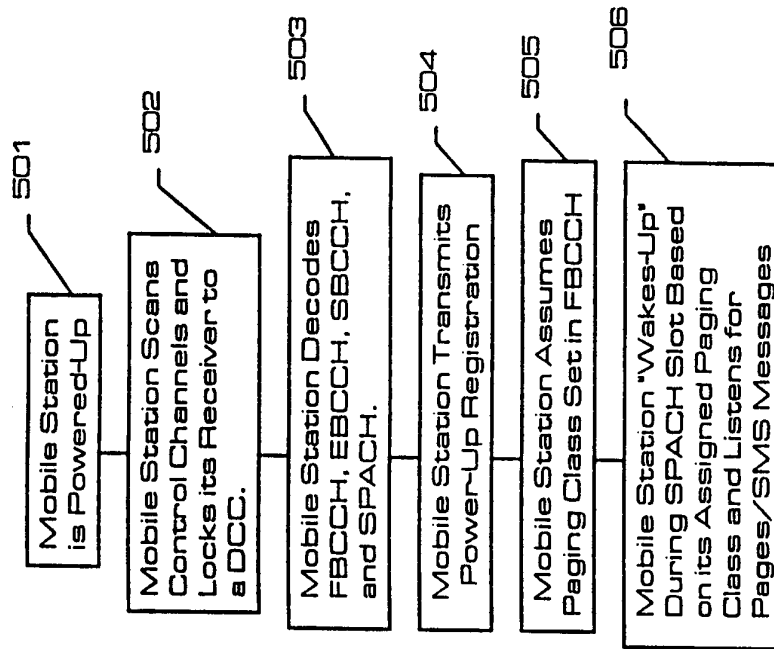 501
Mobile Station
is Powered-Up
502
Mobile Station Scans
Control Channels and
Locks its Receiver to
a DCC.
503
Mobile Station Decodes
FBCCH, EBCCH, SBCCH,
and SPACH.
504
Mobile Station Transmits
Power-Up Registration
505
Mobile Station Assumes
Paging Class Set in FBCCH
506
Mobile Station "Wakes-Up"
During SPACH Slot Based
on its Assigned Paging
Class and Listens for
Pages/SMS Messages